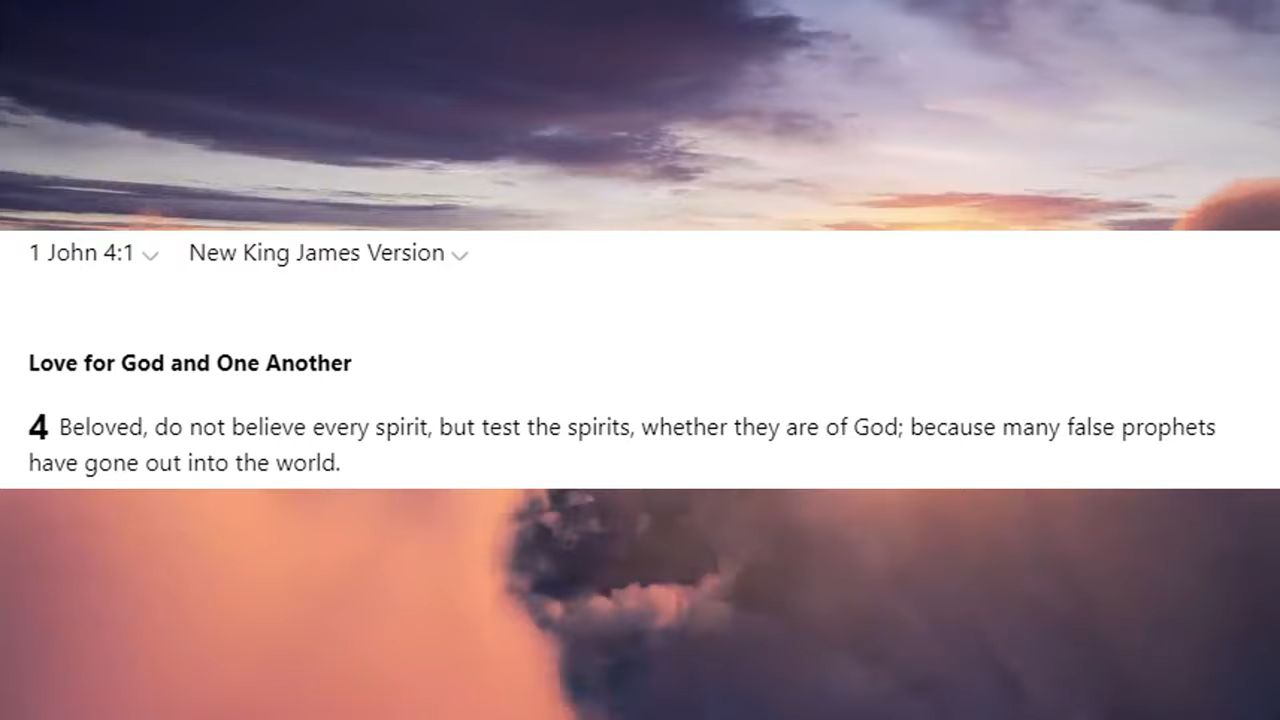 1 John 4:1 New King James Version
Love for God and One Another
4 Beloved, do not believe every spirit, but test the spirits, whether they are of God; because many false prophets
have gone out into the world.